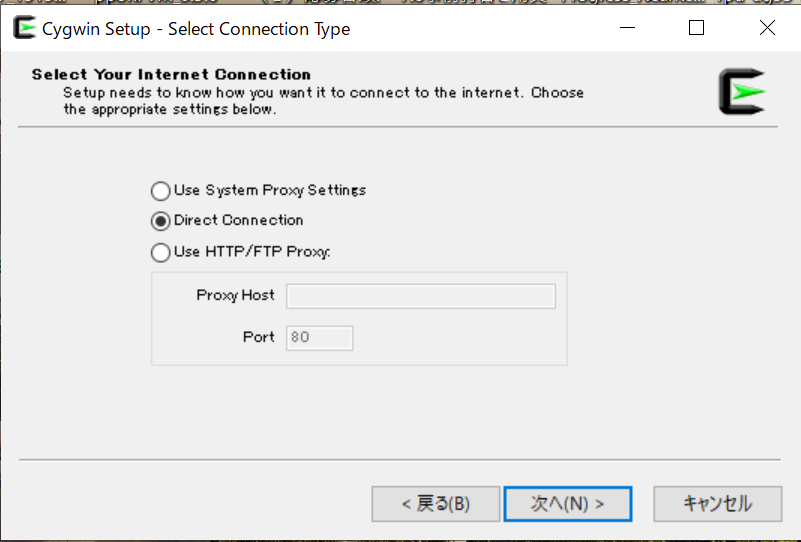 Cygwin Setup - Select Connection Type
Select Your Internet Connection
Setup needs to know how you want it to connect to the internet. Choose
the appropriate settings below.
Use System Proxy Settings
Direct Connection
Use HTTP/FTP Proxy:
Proxy Host
Port 80
< 戻る(B) 次へ(N) > キャンセル